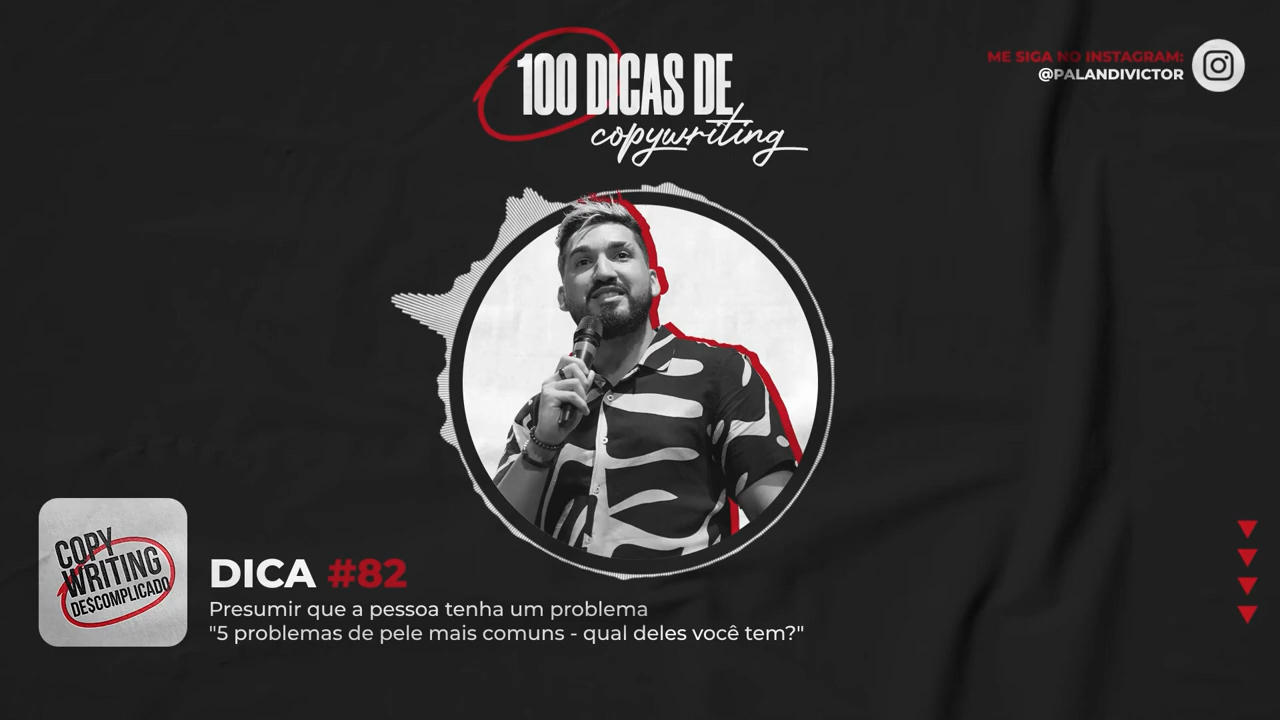 100 DICAS DE
copywriting
ME SIGA NO INSTAGRAM:
@PALANDIVICTOR
COPY
WRITING
DESCOMPLICADO
DICA #82
Presumir que a pessoa tenha um problema
"5 problemas de pele mais comuns - qual deles você tem?"